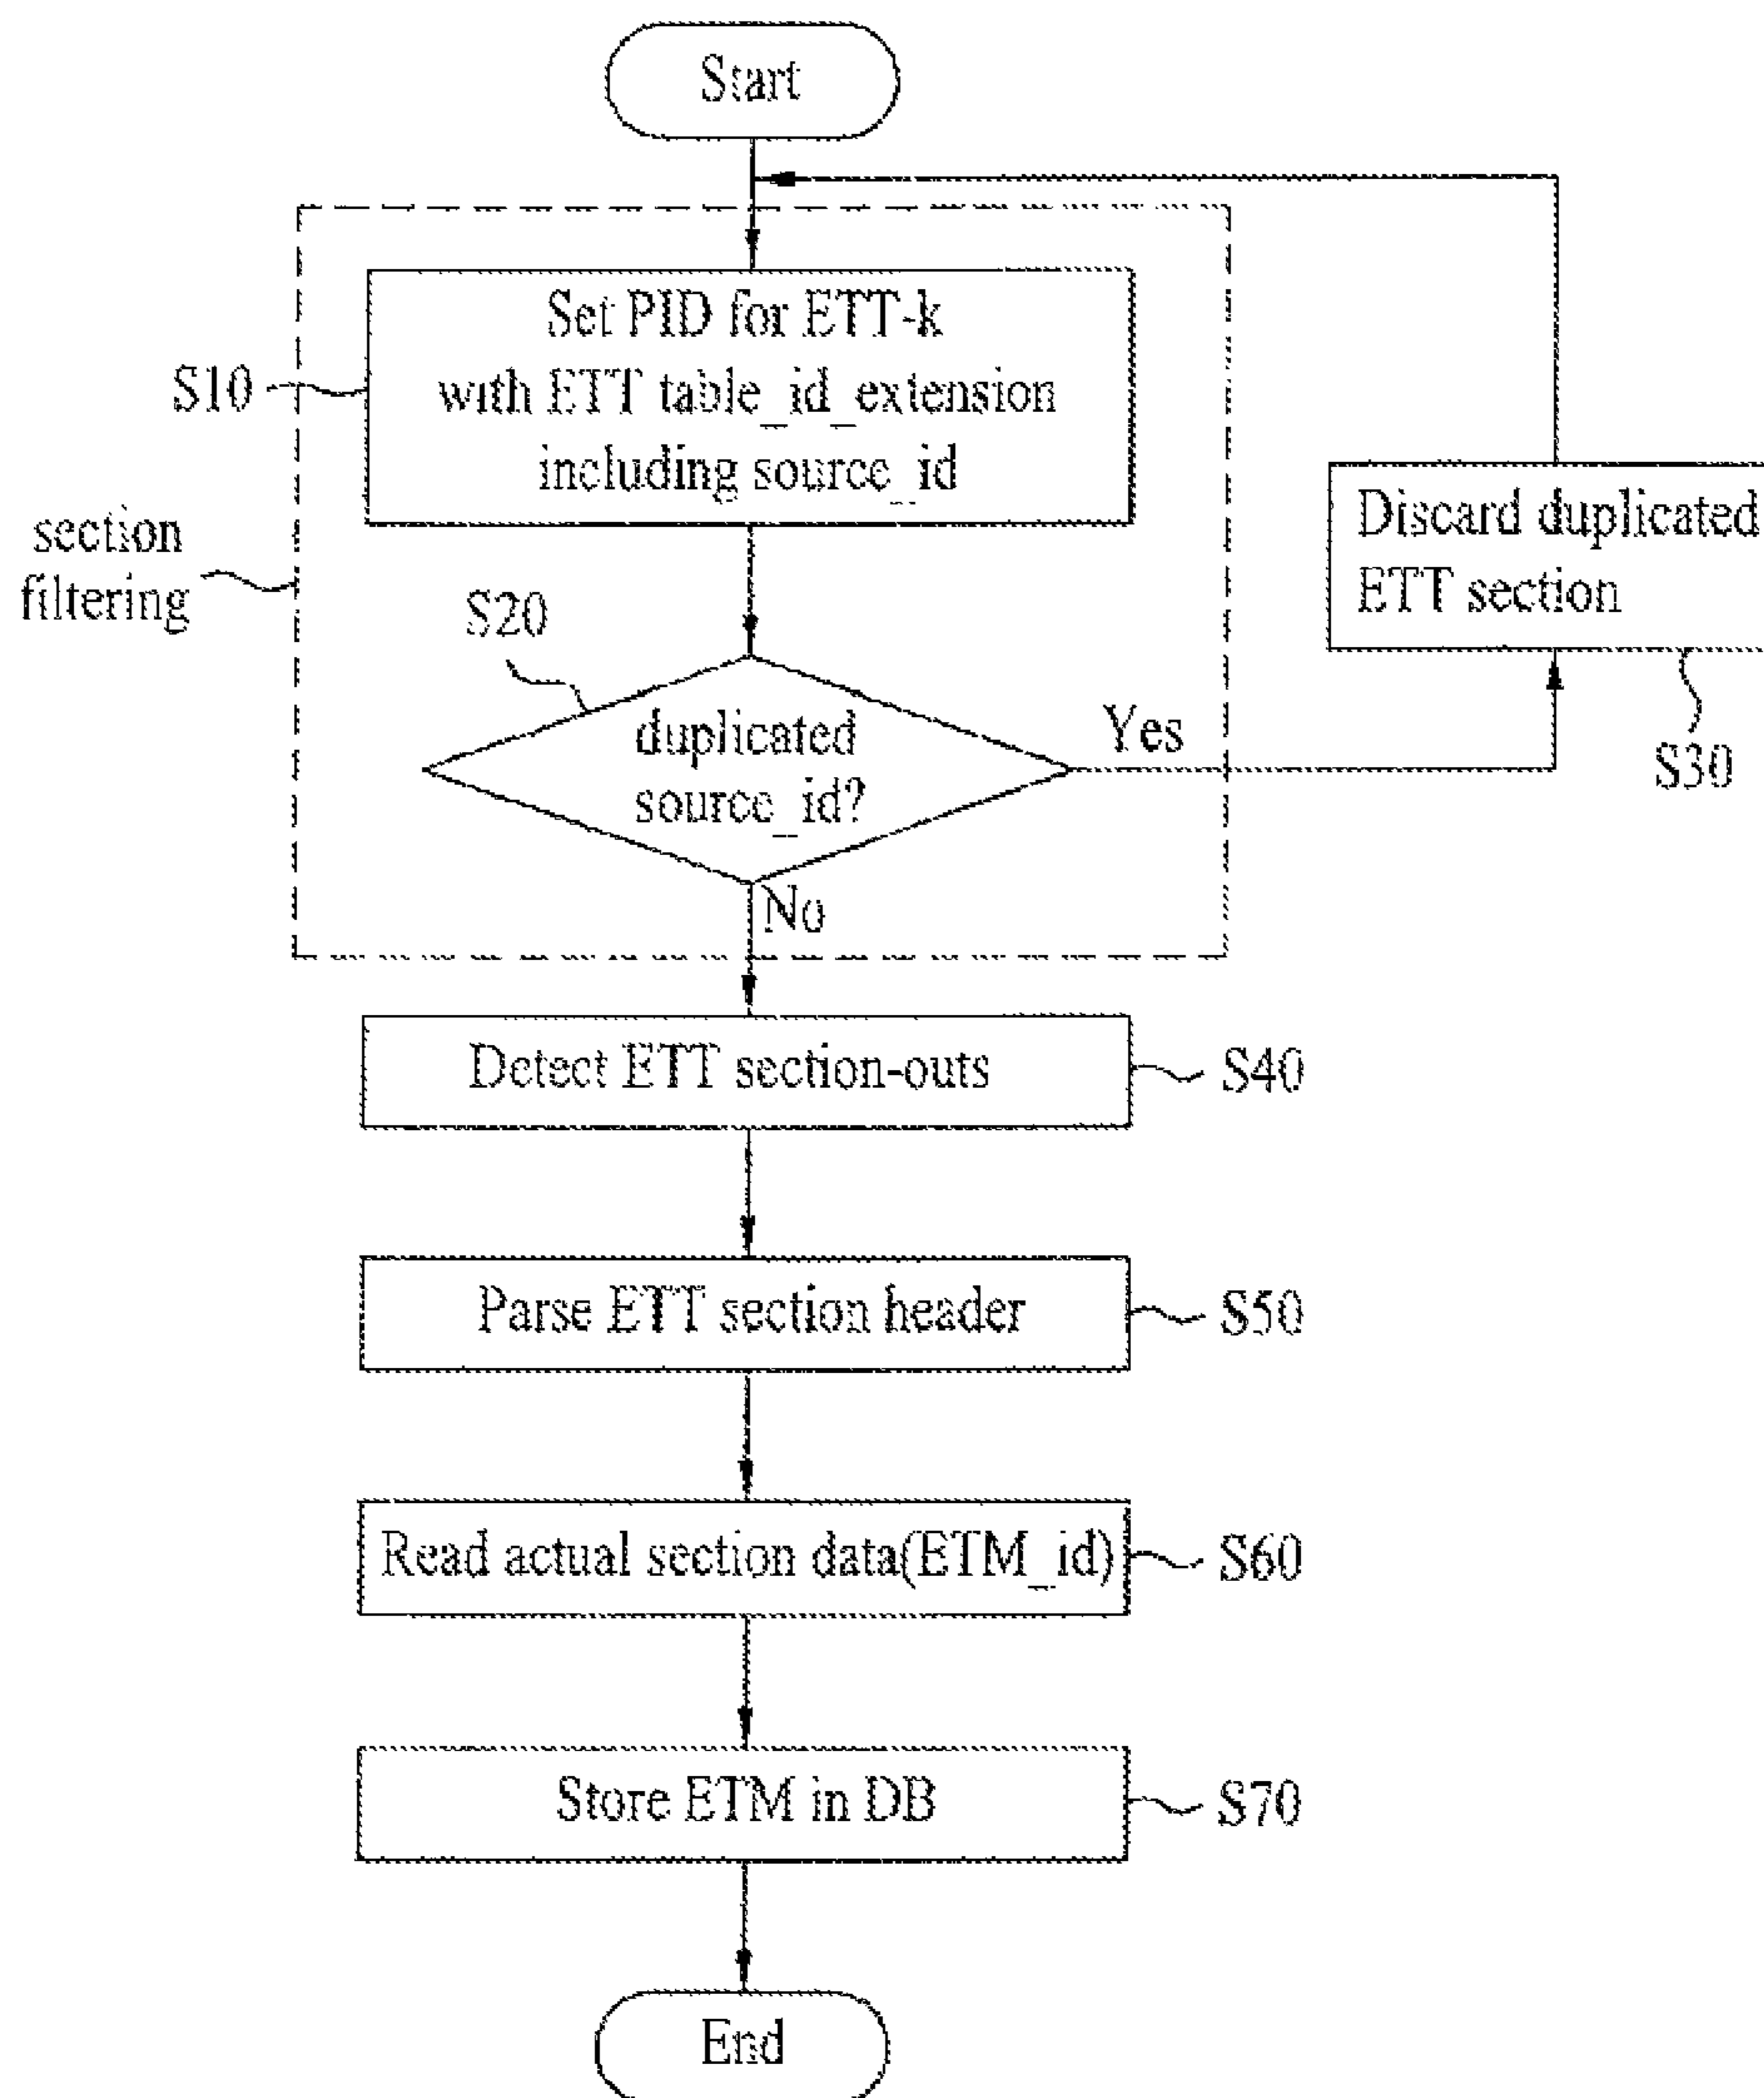 Start
Set PID for ETT-k
with ETT table_id_extension
including source_id
S10
section
filtering
Discard duplicated
ETT section
S30
S20
duplicated
source_id?
Yes
No
Detect ETT section-outs
S40
Parse ETT section header
S50
Read actual section data(ETM_id)
S60
Store ETM in DB
S70
End